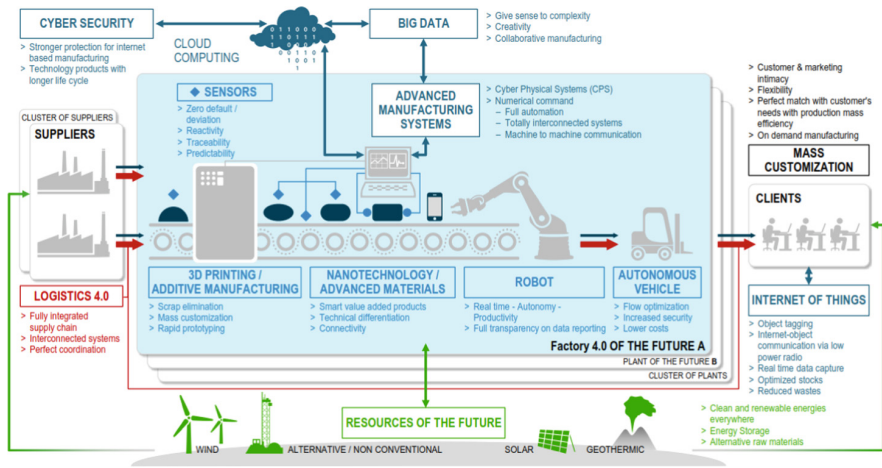 CYBER SECURITY
> Stronger protection for internet
based manufacturing
> Technology products with
longer life cycle
CLOUD
COMPUTING
BIG DATA
> Give sense to complexity
> Creativity
> Collaborative manufacturing
SENSORS
> Zero default /
deviation
> Reactivity
> Traceability
> Predictability
ADVANCED
MANUFACTURING
SYSTEMS
> Cyber Physical Systems (CPS)
> Numerical command
– Full automation
– Totally interconnected systems
– Machine to machine communication
> Customer & marketing
intimacy
> Flexibility
> Perfect match with customer's
needs with production mass
efficiency
> On demand manufacturing
MASS
CUSTOMIZATION
CLUSTER OF SUPPLIERS
SUPPLIERS
CLIENTS
LOGISTICS 4.0
> Fully integrated
supply chain
> Interconnected systems
> Perfect coordination
3D PRINTING /
ADDITIVE MANUFACTURING
> Scrap elimination
> Mass customization
> Rapid prototyping
NANOTECHNOLOGY /
ADVANCED MATERIALS
> Smart value added products
> Technical differentiation
> Connectivity
ROBOT
> Real time - Autonomy -
Productivity
> Full transparency on data reporting
AUTONOMOUS
VEHICLE
> Flow optimization
> Increased security
> Lower costs
INTERNET OF THINGS
> Object tagging
> Internet-object
communication via low
power radio
> Real time data capture
> Optimized stocks
> Reduced wastes
Factory 4.0 OF THE FUTURE A
PLANT OF THE FUTURE B
CLUSTER OF PLANTS
RESOURCES OF THE FUTURE
> Clean and renewable energies
everywhere
> Energy Storage
> Alternative raw materials
WIND
ALTERNATIVE / NON CONVENTIONAL
SOLAR
GEOTHERMIC